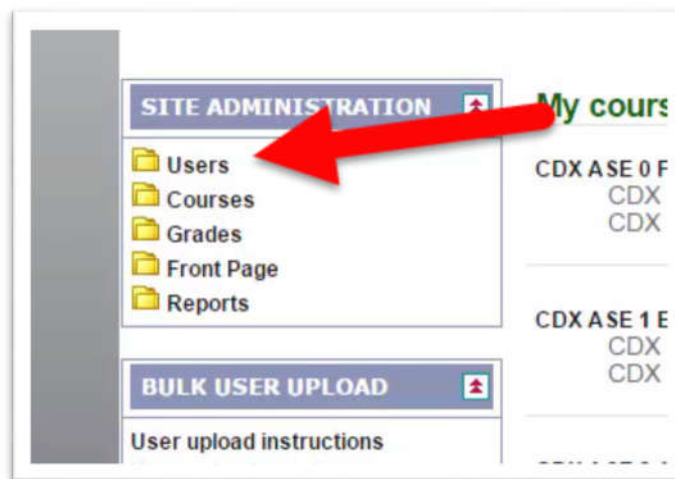 SITE ADMINISTRATION
Users
Courses
Grades
Front Page
Reports
BULK USER UPLOAD
User upload instructions
My cours
CDX ASE 0 F
CDX
CDX
CDX ASE 1 E
CDX
CDX